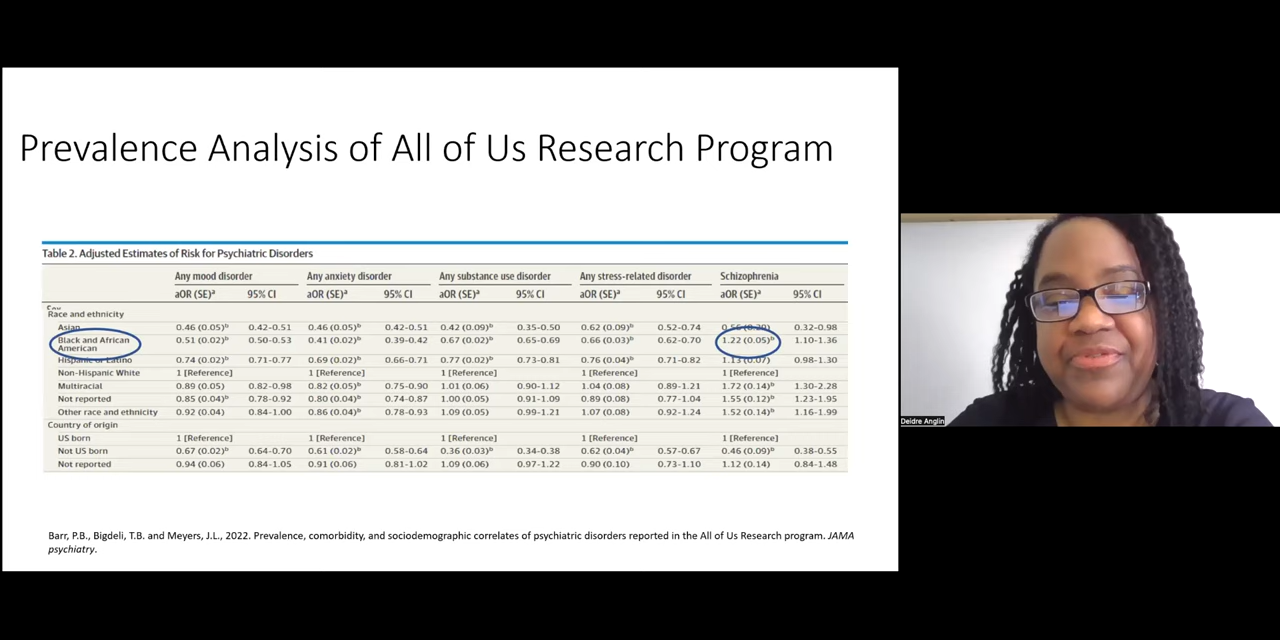 Prevalence Analysis of All of Us Research Program
Table 2. Adjusted Estimates of Risk for Psychiatric Disorders
Any mood disorder Any anxiety disorder Any substance use disorder Any stress-related disorder Schizophrenia
aOR (SE)ᵃ 95% CI aOR (SE)ᵃ 95% CI aOR (SE)ᵃ 95% CI aOR (SE)ᵃ 95% CI aOR (SE)ᵃ 95% CI
Race and ethnicity
Asian 0.46 (0.05)ᵇ 0.42-0.51 0.46 (0.05)ᵇ 0.42-0.51 0.42 (0.09)ᵇ 0.35-0.50 0.62 (0.09)ᵇ 0.52-0.74 0.32-0.98
Black and African 0.51 (0.02)ᵇ 0.50-0.53 0.41 (0.02)ᵇ 0.39-0.42 0.67 (0.02)ᵇ 0.65-0.69 0.66 (0.03)ᵇ 0.62-0.70 1.22 (0.05)ᵇ 1.10-1.36
American
Hispanic or Latino 0.74 (0.02)ᵇ 0.71-0.77 0.69 (0.02)ᵇ 0.66-0.71 0.77 (0.02)ᵇ 0.73-0.81 0.76 (0.04)ᵇ 0.71-0.82 1.13 (0.07) 0.98-1.30
Non-Hispanic White 1 [Reference] 1 [Reference] 1 [Reference] 1 [Reference] 1 [Reference]
Multiracial 0.89 (0.05) 0.82-0.98 0.82 (0.05)ᵇ 0.75-0.90 1.01 (0.06) 0.90-1.12 1.04 (0.08) 0.89-1.21 1.72 (0.14)ᵇ 1.30-2.28
Not reported 0.85 (0.04)ᵇ 0.78-0.92 0.80 (0.04)ᵇ 0.74-0.87 1.00 (0.05) 0.91-1.09 0.89 (0.08) 0.77-1.04 1.55 (0.12)ᵇ 1.23-1.95
Other race and ethnicity 0.92 (0.04) 0.84-1.00 0.86 (0.04)ᵇ 0.78-0.93 1.09 (0.05) 0.99-1.21 1.07 (0.08) 0.92-1.24 1.52 (0.14)ᵇ 1.16-1.99
Country of origin
US born 1 [Reference] 1 [Reference] 1 [Reference] 1 [Reference] 1 [Reference]
Not US born 0.67 (0.02)ᵇ 0.64-0.70 0.61 (0.02)ᵇ 0.58-0.64 0.36 (0.03)ᵇ 0.34-0.38 0.62 (0.04)ᵇ 0.57-0.67 0.46 (0.09)ᵇ 0.38-0.55
Not reported 0.94 (0.06) 0.84-1.05 0.91 (0.06) 0.81-1.02 1.09 (0.06) 0.97-1.22 0.90 (0.10) 0.73-1.10 1.12 (0.14) 0.84-1.48
Barr, P.B., Bigdeli, T.B. and Meyers, J.L., 2022. Prevalence, comorbidity, and sociodemographic correlates of psychiatric disorders reported in the All of Us Research program. JAMA
psychiatry.
Deidre Anglin